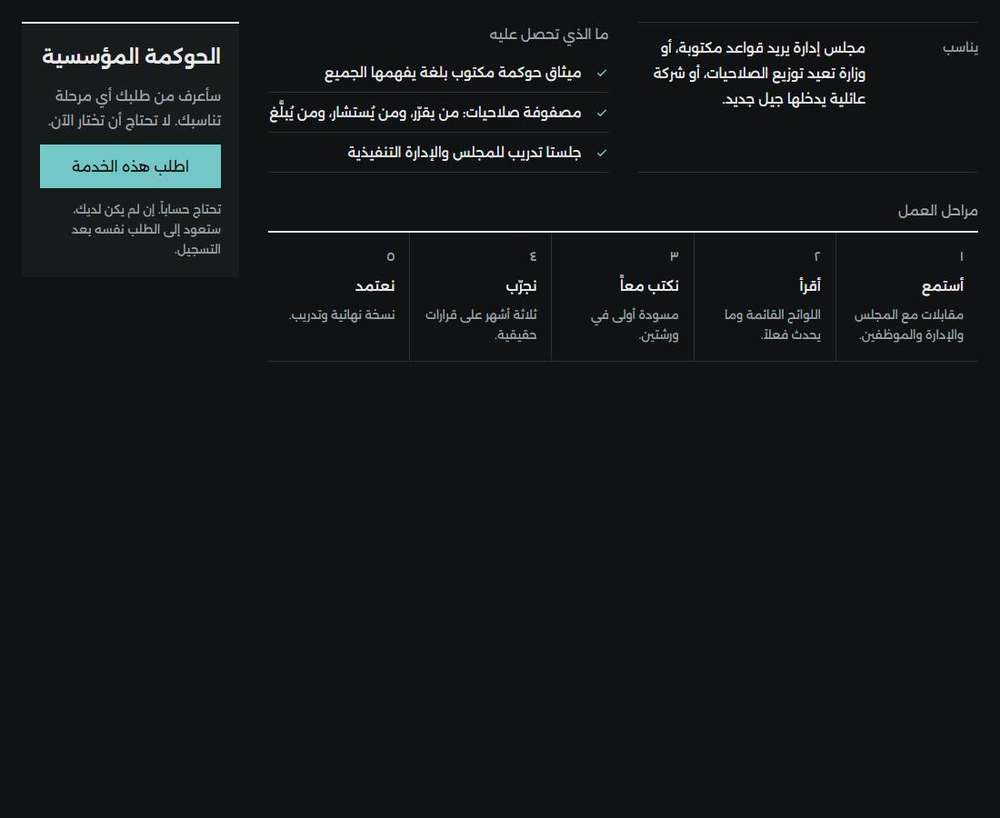 يناسب
مجلس إدارة يريد قواعد مكتوبة، أو
وزارة تعيد توزيع الصلاحيات، أو شركة
عائلية يدخلها جيل جديد.
ما الذي تحصل عليه
ميثاق حوكمة مكتوب بلغة يفهمها الجميع
مصفوفة صلاحيات: من يقرّر، ومن يُستشار، ومن يُبلَّغ
جلستا تدريب للمجلس والإدارة التنفيذية
مراحل العمل
١
أستمع
مقابلات مع المجلس
والإدارة والموظفين.
٢
أقرأ
اللوائح القائمة وما
يحدث فعلاً.
٣
نكتب معاً
مسودة أولى في
ورشتين.
٤
نجرّب
ثلاثة أشهر على قرارات
حقيقية.
٥
نعتمد
نسخة نهائية وتدريب.
الحوكمة المؤسسية
سأعرف من طلبك أي مرحلة
تناسبك. لا تحتاج أن تختار الآن.
اطلب هذه الخدمة
تحتاج حساباً. إن لم يكن لديك،
ستعود إلى الطلب نفسه بعد
التسجيل.